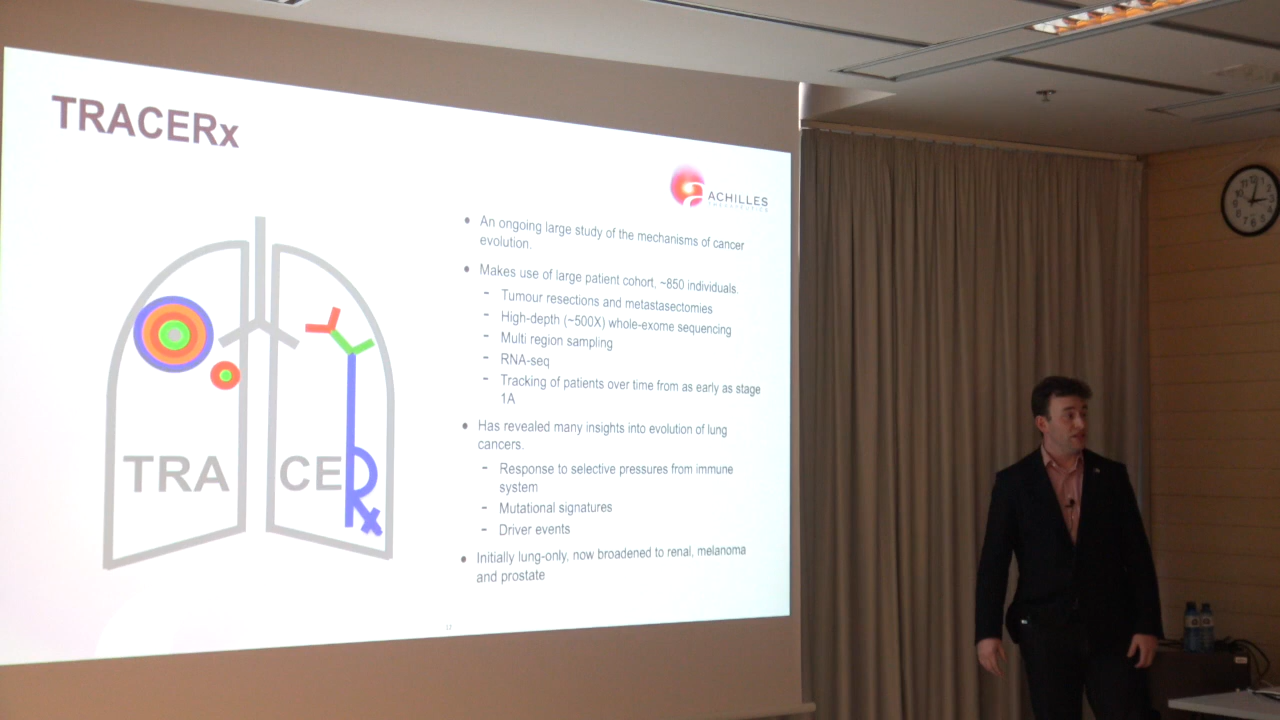 TRACERx
ACHILLES
THERAPEUTICS
• An ongoing large study of the mechanisms of cancer
evolution.
• Makes use of large patient cohort, ~850 individuals.
- Tumour resections and metastasectomies
- High-depth (~500X) whole-exome sequencing
- Multi region sampling
- RNA-seq
- Tracking of patients over time from as early as stage
1A
• Has revealed many insights into evolution of lung
cancers.
- Response to selective pressures from immune
system
- Mutational signatures
- Driver events
• Initially lung-only, now broadened to renal, melanoma
and prostate
TRA CERx
12